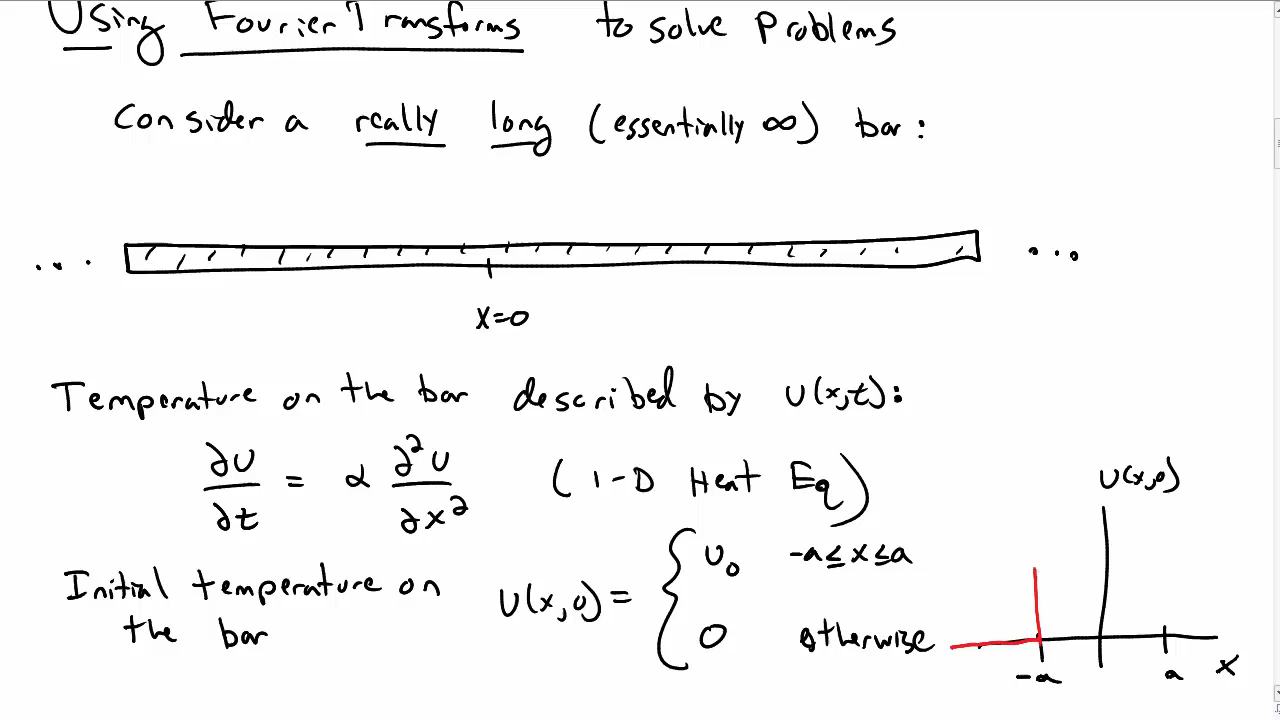 Using Fourier Transforms to solve Problems
Consider a really long (essentially ∞) bar:
... ...
x=0
Temperature on the bar described by U(x,t):
∂U/∂t = α ∂²U/∂x² (1-D Heat Eq)
U(x,0)
Initial temperature on the bar
U(x,0) = { U₀ -a≤x≤a
0 otherwise
-a a x